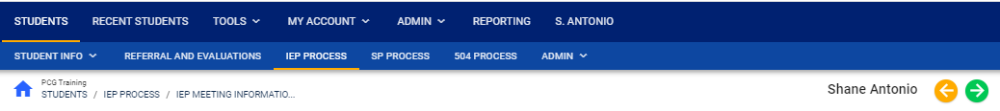 STUDENTS RECENT STUDENTS TOOLS MY ACCOUNT ADMIN REPORTING S. ANTONIO
STUDENT INFO REFERRAL AND EVALUATIONS IEP PROCESS SP PROCESS 504 PROCESS ADMIN
PCG Training
STUDENTS / IEP PROCESS / IEP MEETING INFORMATIO...
Shane Antonio